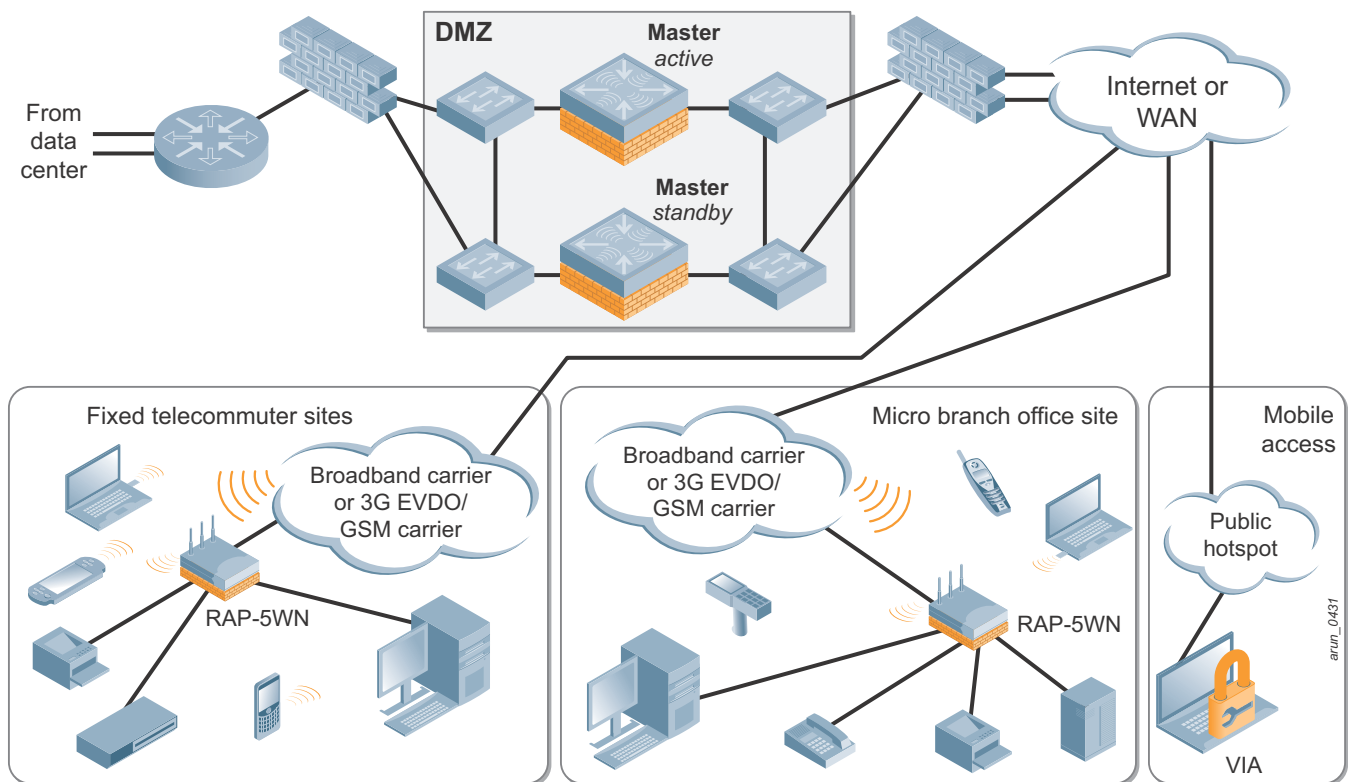 DMZ
Master
active
Master
standby
From
data
center
Internet or
WAN
Fixed telecommuter sites
Broadband carrier
or 3G EVDO/
GSM carrier
RAP-5WN
Micro branch office site
Broadband carrier
or 3G EVDO/
GSM carrier
RAP-5WN
Mobile
access
Public
hotspot
VIA
arun_0431